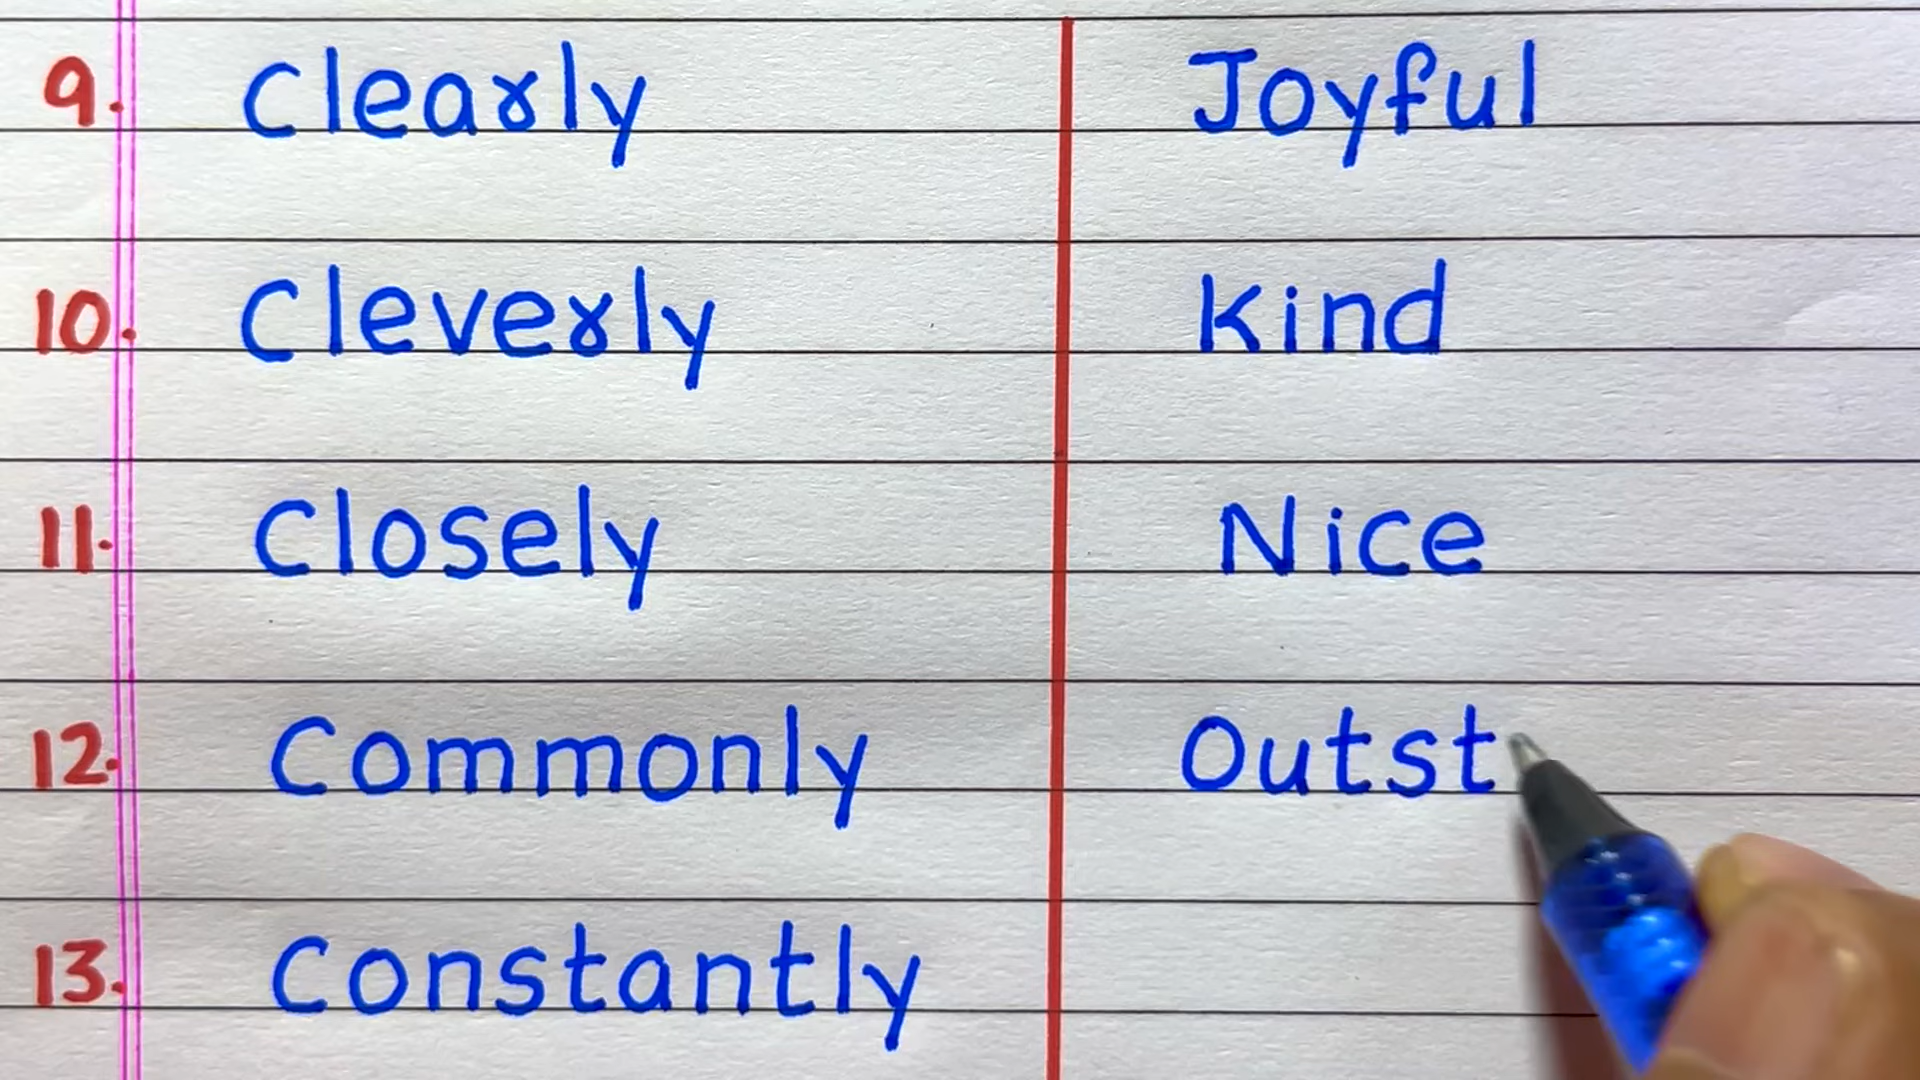 9. Clearly Joyful
10. Cleverly Kind
11. Closely Nice
12. Commonly Outst
13. Constantly